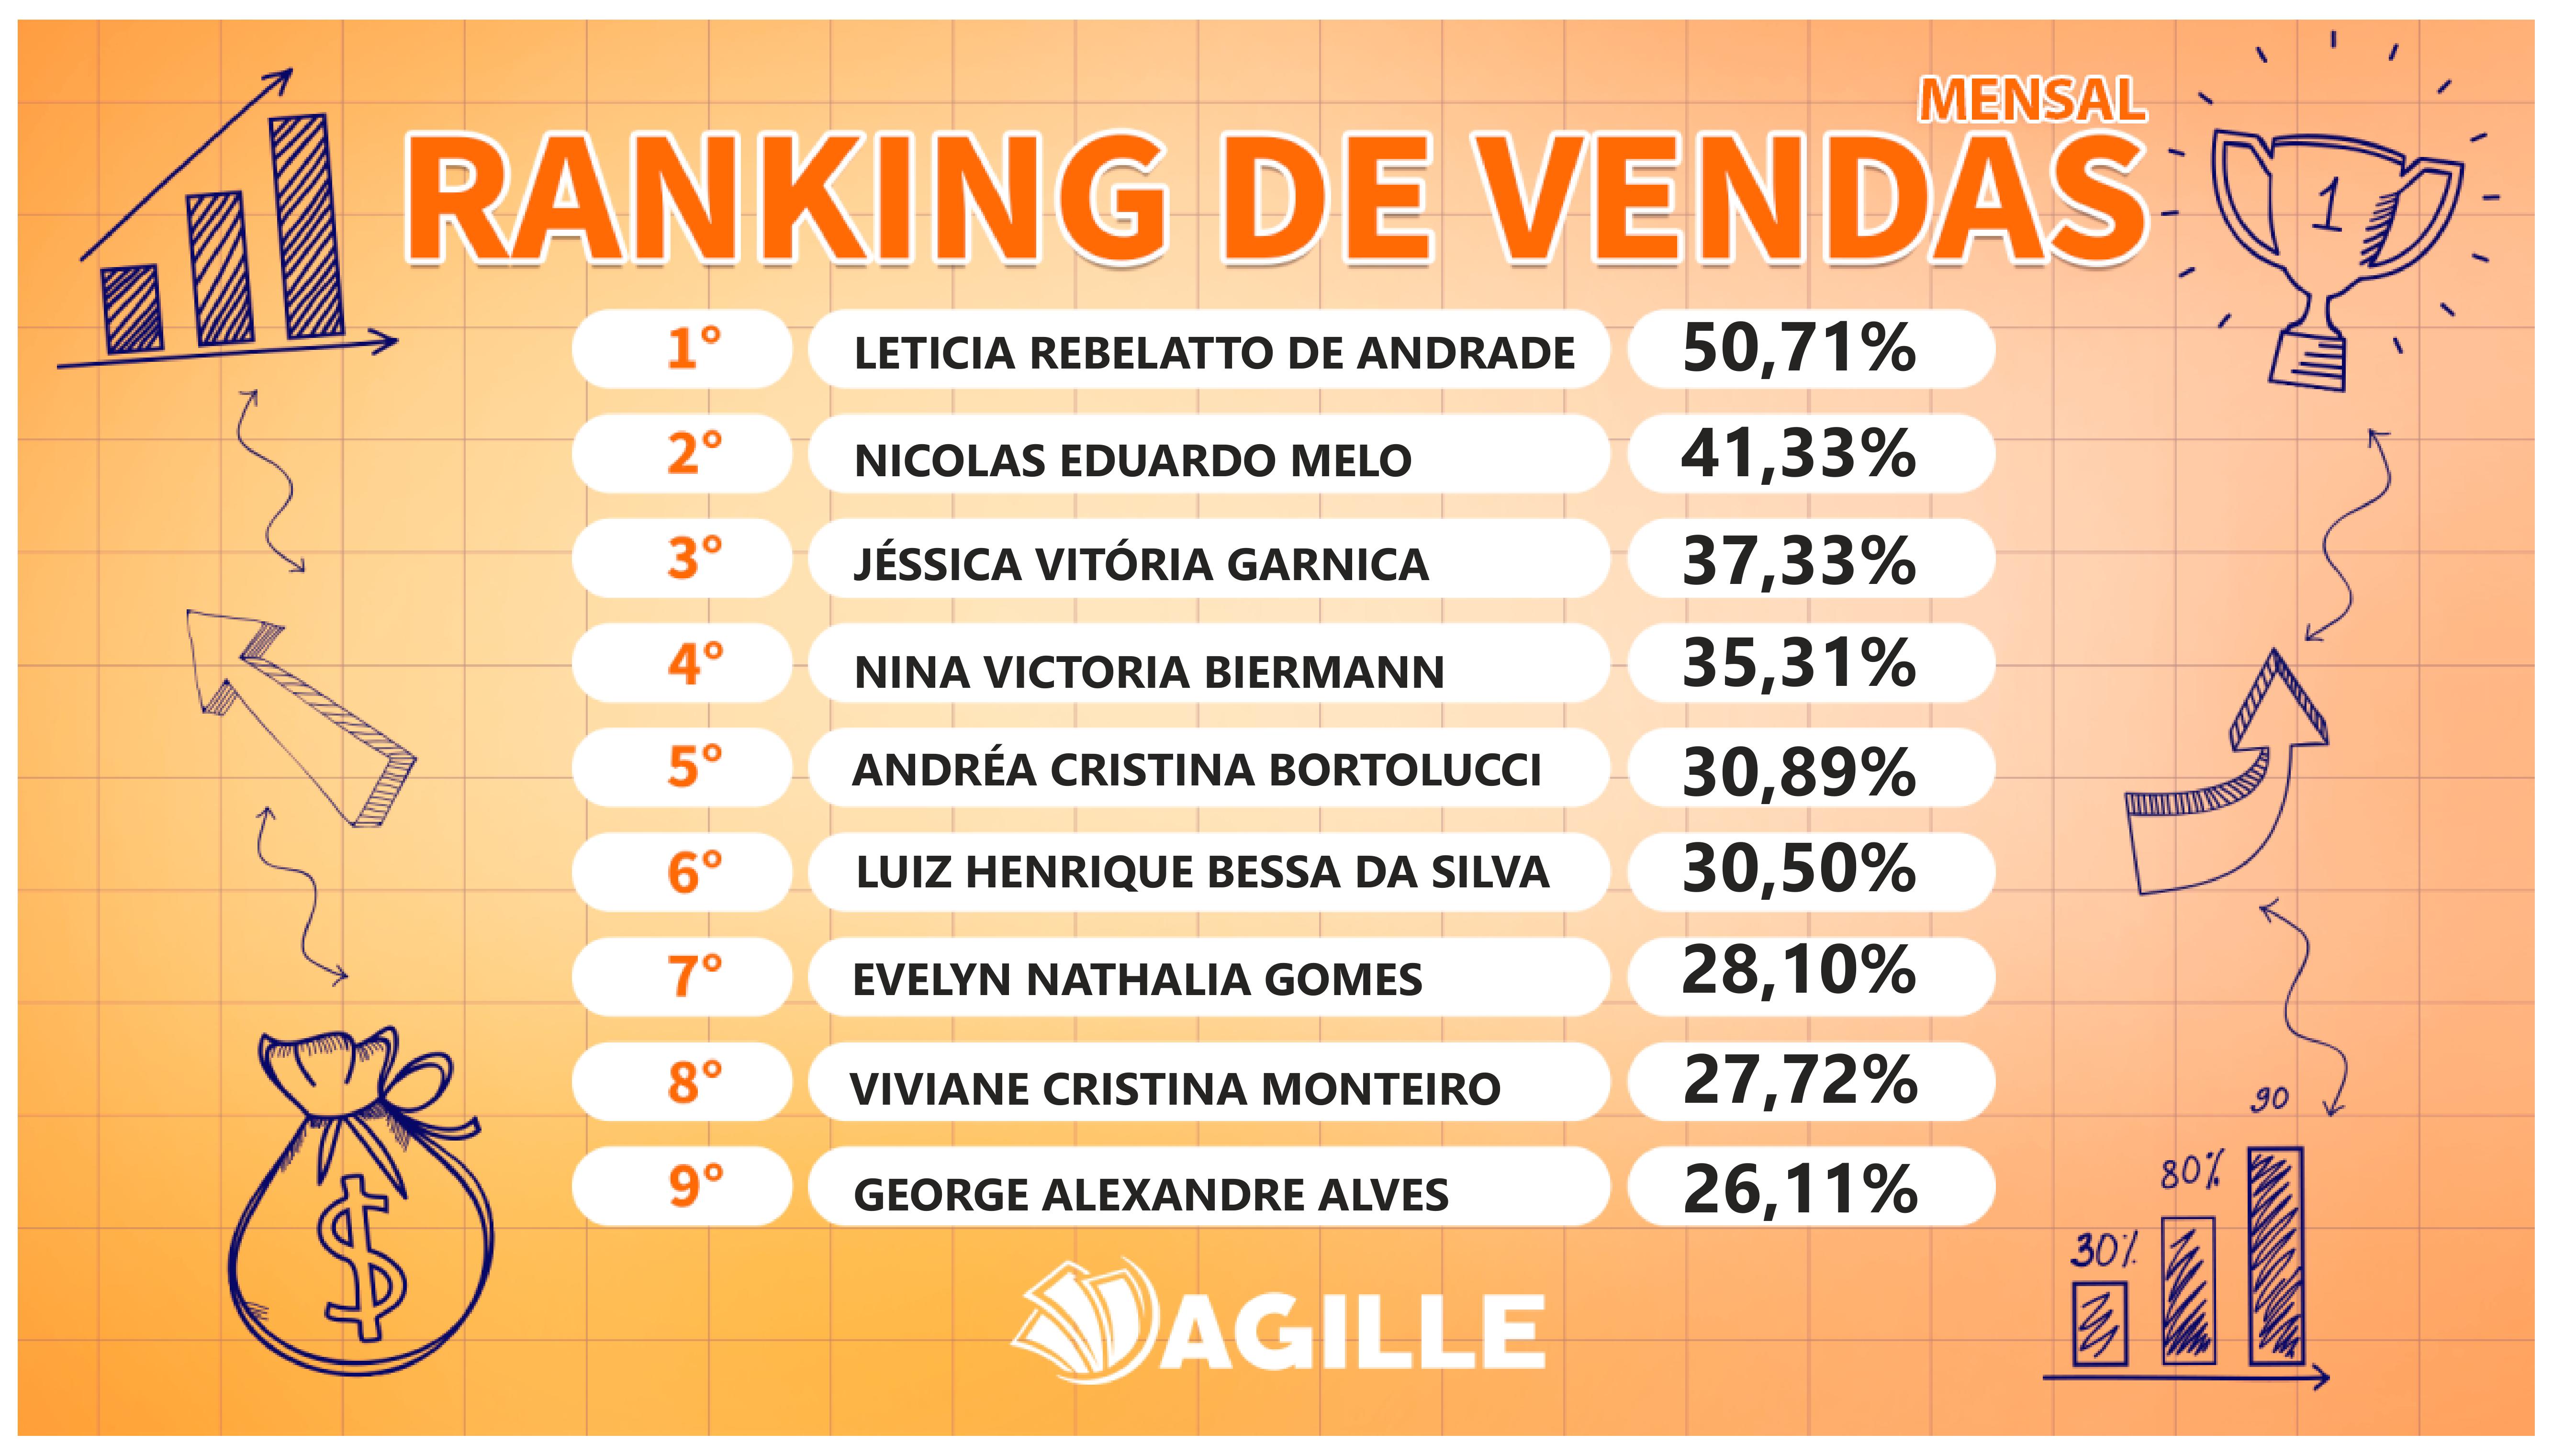 MENSAL
RANKING DE VENDAS
1
1° LETICIA REBELATTO DE ANDRADE 50,71%
2° NICOLAS EDUARDO MELO 41,33%
3° JÉSSICA VITÓRIA GARNICA 37,33%
4° NINA VICTORIA BIERMANN 35,31%
5° ANDRÉA CRISTINA BORTOLUCCI 30,89%
6° LUIZ HENRIQUE BESSA DA SILVA 30,50%
7° EVELYN NATHALIA GOMES 28,10%
8° VIVIANE CRISTINA MONTEIRO 27,72%
9° GEORGE ALEXANDRE ALVES 26,11%
$
30%
80%
90
AGILLE